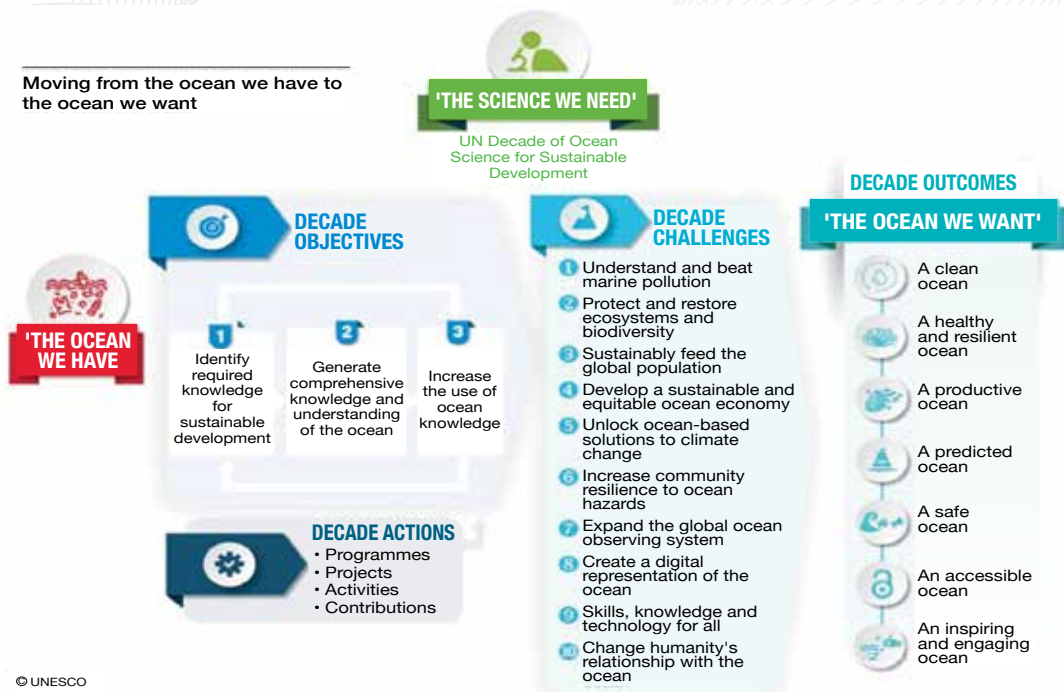 Moving from the ocean we have to
the ocean we want
'THE SCIENCE WE NEED'
UN Decade of Ocean
Science for Sustainable
Development
'THE OCEAN
WE HAVE
DECADE
OBJECTIVES
1
Identify
required
knowledge
for
sustainable
development
2
Generate
comprehensive
knowledge and
understanding
of the ocean
3
Increase
the use of
ocean
knowledge
DECADE ACTIONS
• Programmes
• Projects
• Activities
• Contributions
DECADE
CHALLENGES
1 Understand and beat
marine pollution
2 Protect and restore
ecosystems and
biodiversity
3 Sustainably feed the
global population
4 Develop a sustainable and
equitable ocean economy
5 Unlock ocean-based
solutions to climate
change
6 Increase community
resilience to ocean
hazards
7 Expand the global ocean
observing system
8 Create a digital
representation of the
ocean
9 Skills, knowledge and
technology for all
10 Change humanity's
relationship with the
ocean
DECADE OUTCOMES
'THE OCEAN WE WANT'
A clean
ocean
A healthy
and resilient
ocean
A productive
ocean
A predicted
ocean
A safe
ocean
An accessible
ocean
An inspiring
and engaging
ocean
© UNESCO